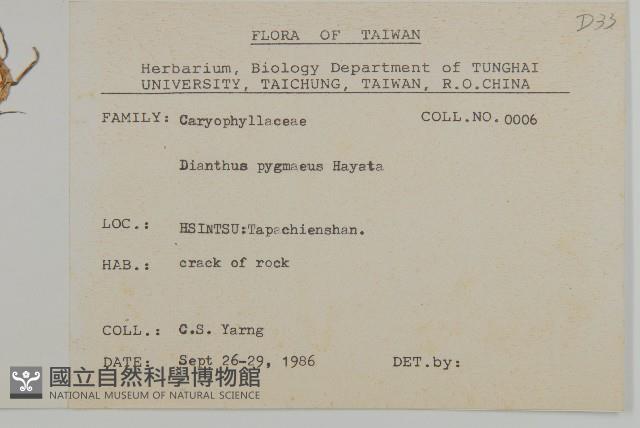 D33
FLORA OF TAIWAN
Herbarium, Biology Department of TUNGHAI
UNIVERSITY, TAICHUNG, TAIWAN, R.O.CHINA
FAMILY: Caryophyllaceae COLL.NO. 0006
Dianthus pygmaeus Hayata
LOC.: HSINTSU:Tapachienshan.
HAB.: crack of rock
COLL.: C.S. Yarng
DATE: Sept 26-29, 1986 DET.by:
國立自然科學博物館
NATIONAL MUSEUM OF NATURAL SCIENCE